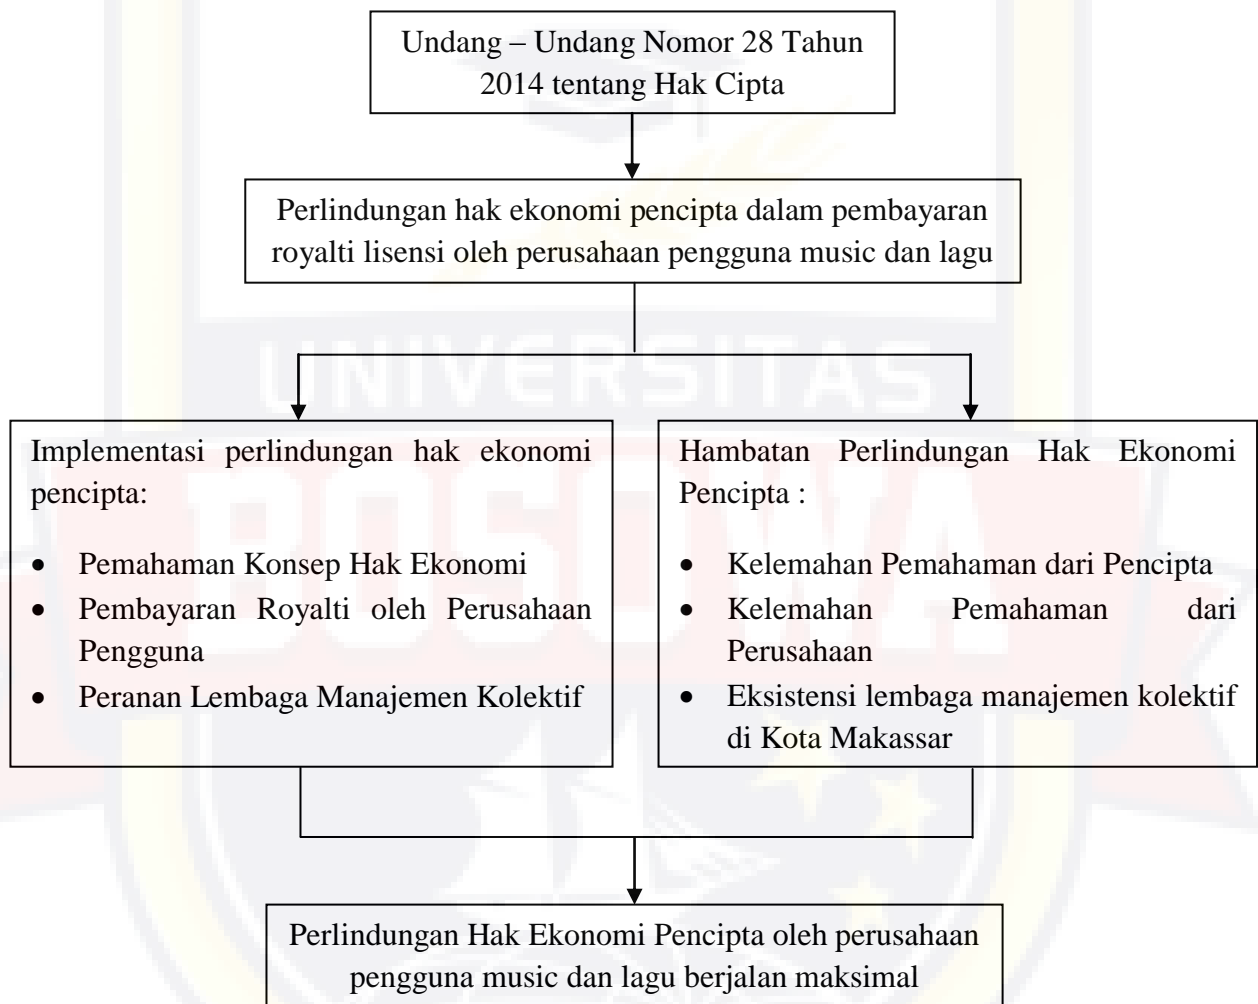 Undang – Undang Nomor 28 Tahun
2014 tentang Hak Cipta
Perlindungan hak ekonomi pencipta dalam pembayaran
royalti lisensi oleh perusahaan pengguna music dan lagu
UNIVERSITAS
BOSOWA
Implementasi perlindungan hak ekonomi
pencipta:
• Pemahaman Konsep Hak Ekonomi
• Pembayaran Royalti oleh Perusahaan
Pengguna
• Peranan Lembaga Manajemen Kolektif
Hambatan Perlindungan Hak Ekonomi
Pencipta :
• Kelemahan Pemahaman dari Pencipta
• Kelemahan Pemahaman dari
Perusahaan
• Eksistensi lembaga manajemen kolektif
di Kota Makassar
Perlindungan Hak Ekonomi Pencipta oleh perusahaan
pengguna music dan lagu berjalan maksimal